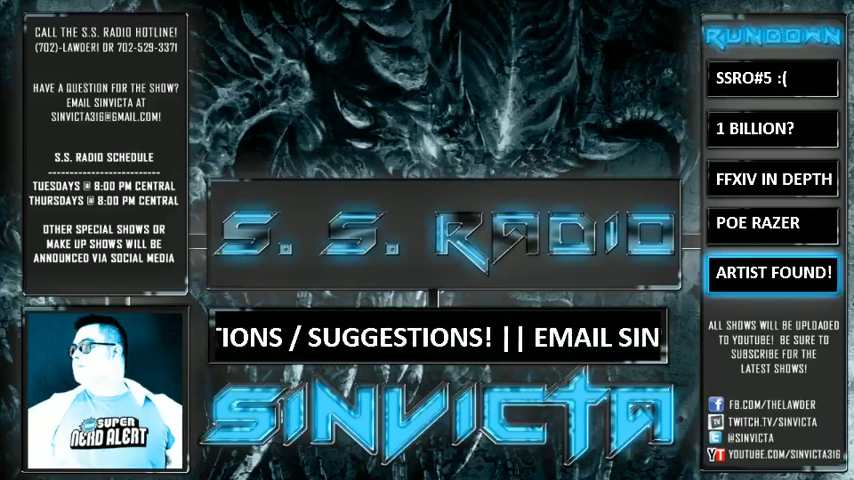 CALL THE S.S. RADIO HOTLINE!
(702)-LAWDERI OR 702-529-3371
HAVE A QUESTION FOR THE SHOW?
EMAIL SINVICTA AT
SINVICTA316@GMAIL.COM!
S.S. RADIO SCHEDULE
--------------------------
TUESDAYS @ 8:00 PM CENTRAL
THURSDAYS @ 8:00 PM CENTRAL
OTHER SPECIAL SHOWS OR
MAKE UP SHOWS WILL BE
ANNOUNCED VIA SOCIAL MEDIA
SUPER
NERD ALERT
S. S. RADIO
TIONS / SUGGESTIONS! || EMAIL SIN
SINVICTA
RUNDOWN
SSRO#5 :(
1 BILLION?
FFXIV IN DEPTH
POE RAZER
ARTIST FOUND!
ALL SHOWS WILL BE UPLOADED
TO YOUTUBE! BE SURE TO
SUBSCRIBE FOR THE
LATEST SHOWS!
FB.COM/THELAWDER
TWITCH.TV/SINVICTA
@SINVICTA
YOUTUBE.COM/SINVICTA316